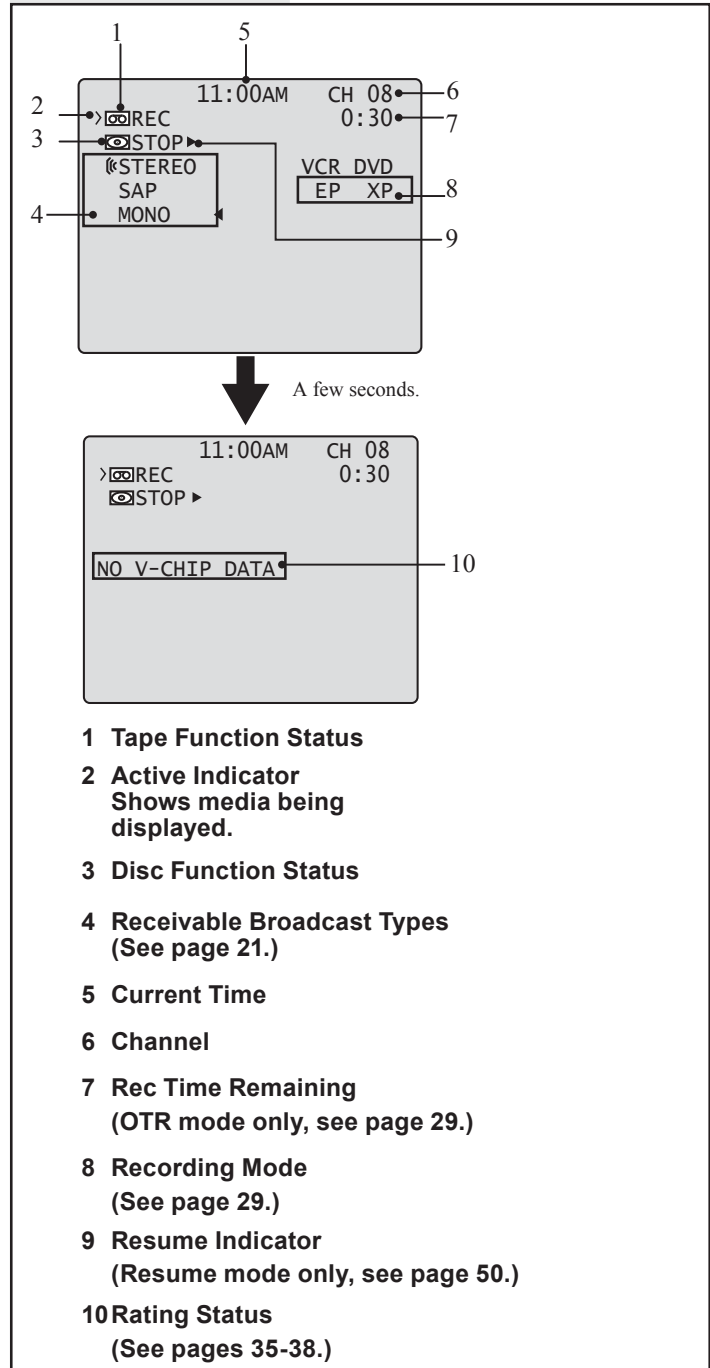 1 5
11:00AM CH 08 6
2 >REC 0:30 7
3 STOP ▶
STEREO VCR DVD
SAP EP XP 8
4 MONO ◀
9
A few seconds.
11:00AM CH 08
>REC 0:30
STOP ▶
NO V-CHIP DATA 10
1 Tape Function Status
2 Active Indicator
Shows media being
displayed.
3 Disc Function Status
4 Receivable Broadcast Types
(See page 21.)
5 Current Time
6 Channel
7 Rec Time Remaining
(OTR mode only, see page 29.)
8 Recording Mode
(See page 29.)
9 Resume Indicator
(Resume mode only, see page 50.)
10 Rating Status
(See pages 35-38.)